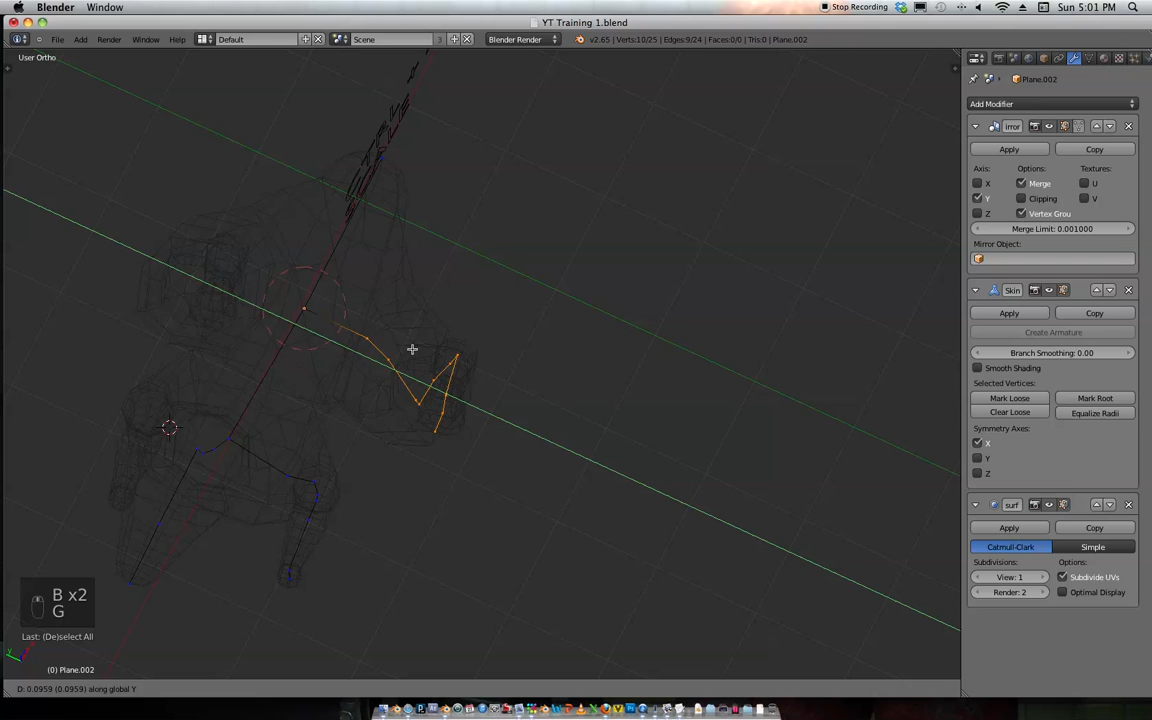 Blender Window Stop Recording Sun 5:01 PM
YT Training 1.blend
File Add Render Window Help Default Scene 3 Blender Render v2.65 | Verts:10/25 | Edges:9/24 | Faces:0/0 | Tris:0 | Plane.002
User Ortho
Plane.002
Add Modifier
irror
Apply Copy
Axis: Options: Textures:
X Merge U
Y Clipping V
Z Vertex Grou
Merge Limit: 0.001000
Mirror Object:
Skin
Apply Copy
Create Armature
Branch Smoothing: 0.00
Smooth Shading
Selected Vertices:
Mark Loose Mark Root
Clear Loose Equalize Radii
Symmetry Axes:
X
Y
Z
surf
Apply Copy
Catmull-Clark Simple
Subdivisions: Options:
View: 1 Subdivide UVs
Render: 2 Optimal Display
B x2
G
Last: (De)select All
y
(0) Plane.002
D: 0.0959 (0.0959) along global Y